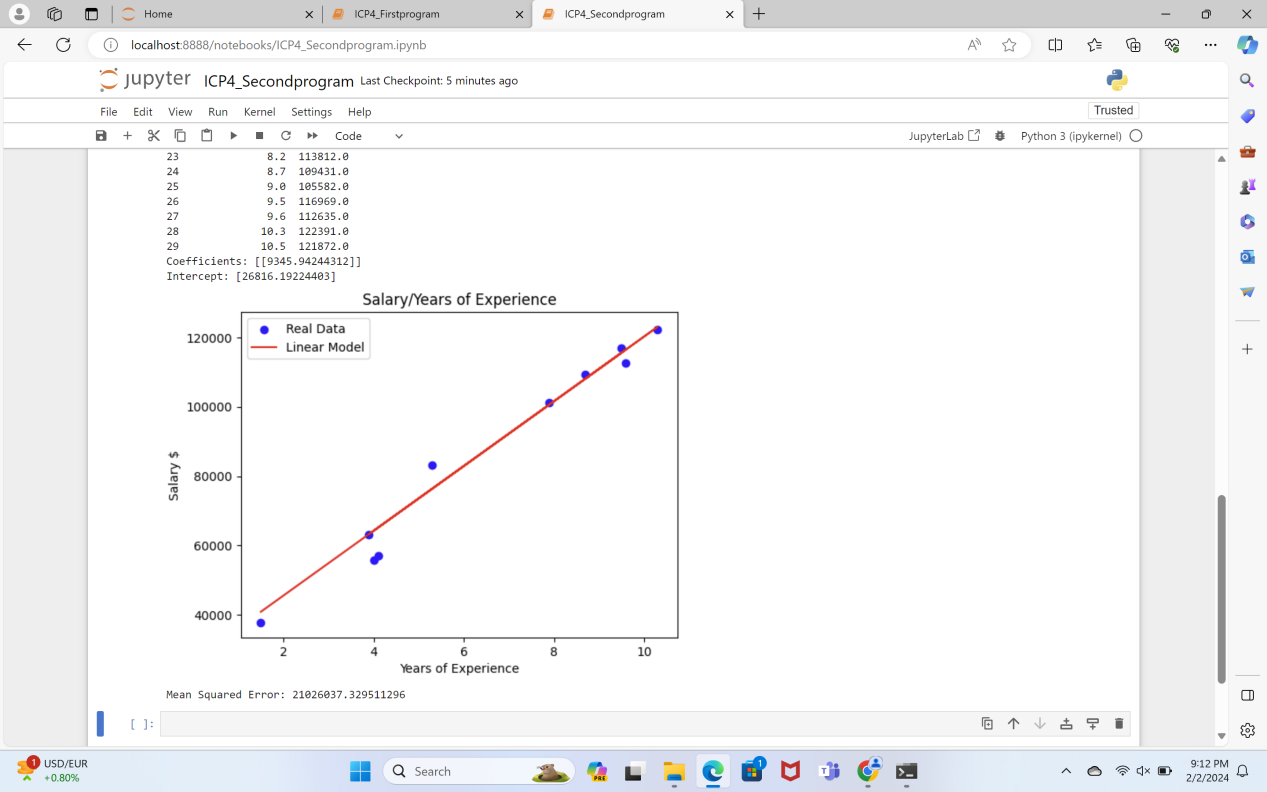 Home
ICP4_Firstprogram
ICP4_Secondprogram
localhost:8888/notebooks/ICP4_Secondprogram.ipynb
jupyter ICP4_Secondprogram Last Checkpoint: 5 minutes ago
File Edit View Run Kernel Settings Help
Trusted
Code
JupyterLab
Python 3 (ipykernel)
23 8.2 113812.0
24 8.7 109431.0
25 9.0 105582.0
26 9.5 116969.0
27 9.6 112635.0
28 10.3 122391.0
29 10.5 121872.0
Coefficients: [[9345.94244312]]
Intercept: [26816.19224403]
Salary/Years of Experience
Real Data
Linear Model
120000
100000
80000
60000
40000
Salary $
2 4 6 8 10
Years of Experience
Mean Squared Error: 21026037.329511296
[ ]:
1
USD/EUR
+0.80%
Search
PRE
1
9:12 PM
2/2/2024